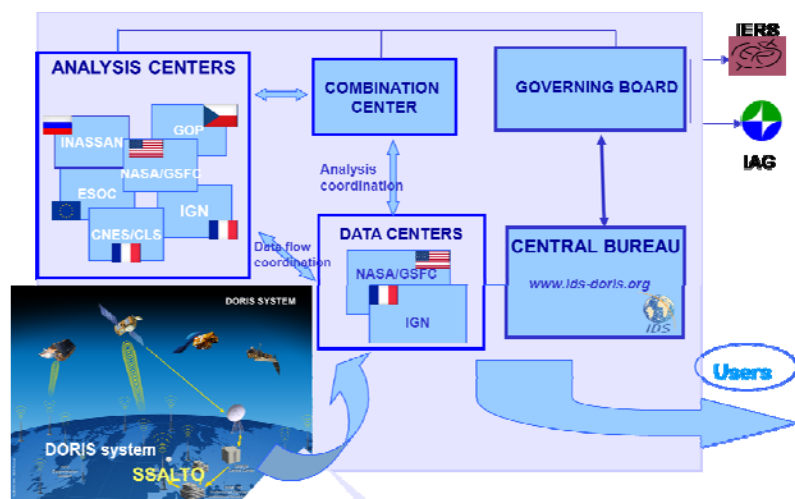 IERS
ANALYSIS CENTERS
COMBINATION
CENTER
GOVERNING BOARD
GOP
INASSAN
NASA/GSFC
ESOC
IGN
CNES/CLS
IAG
Analysis
coordination
Data flow
coordination
DATA CENTERS
NASA/GSFC
IGN
CENTRAL BUREAU
www.ids-doris.org
IDS
DORIS SYSTEM
Users
DORIS system
SSALTO